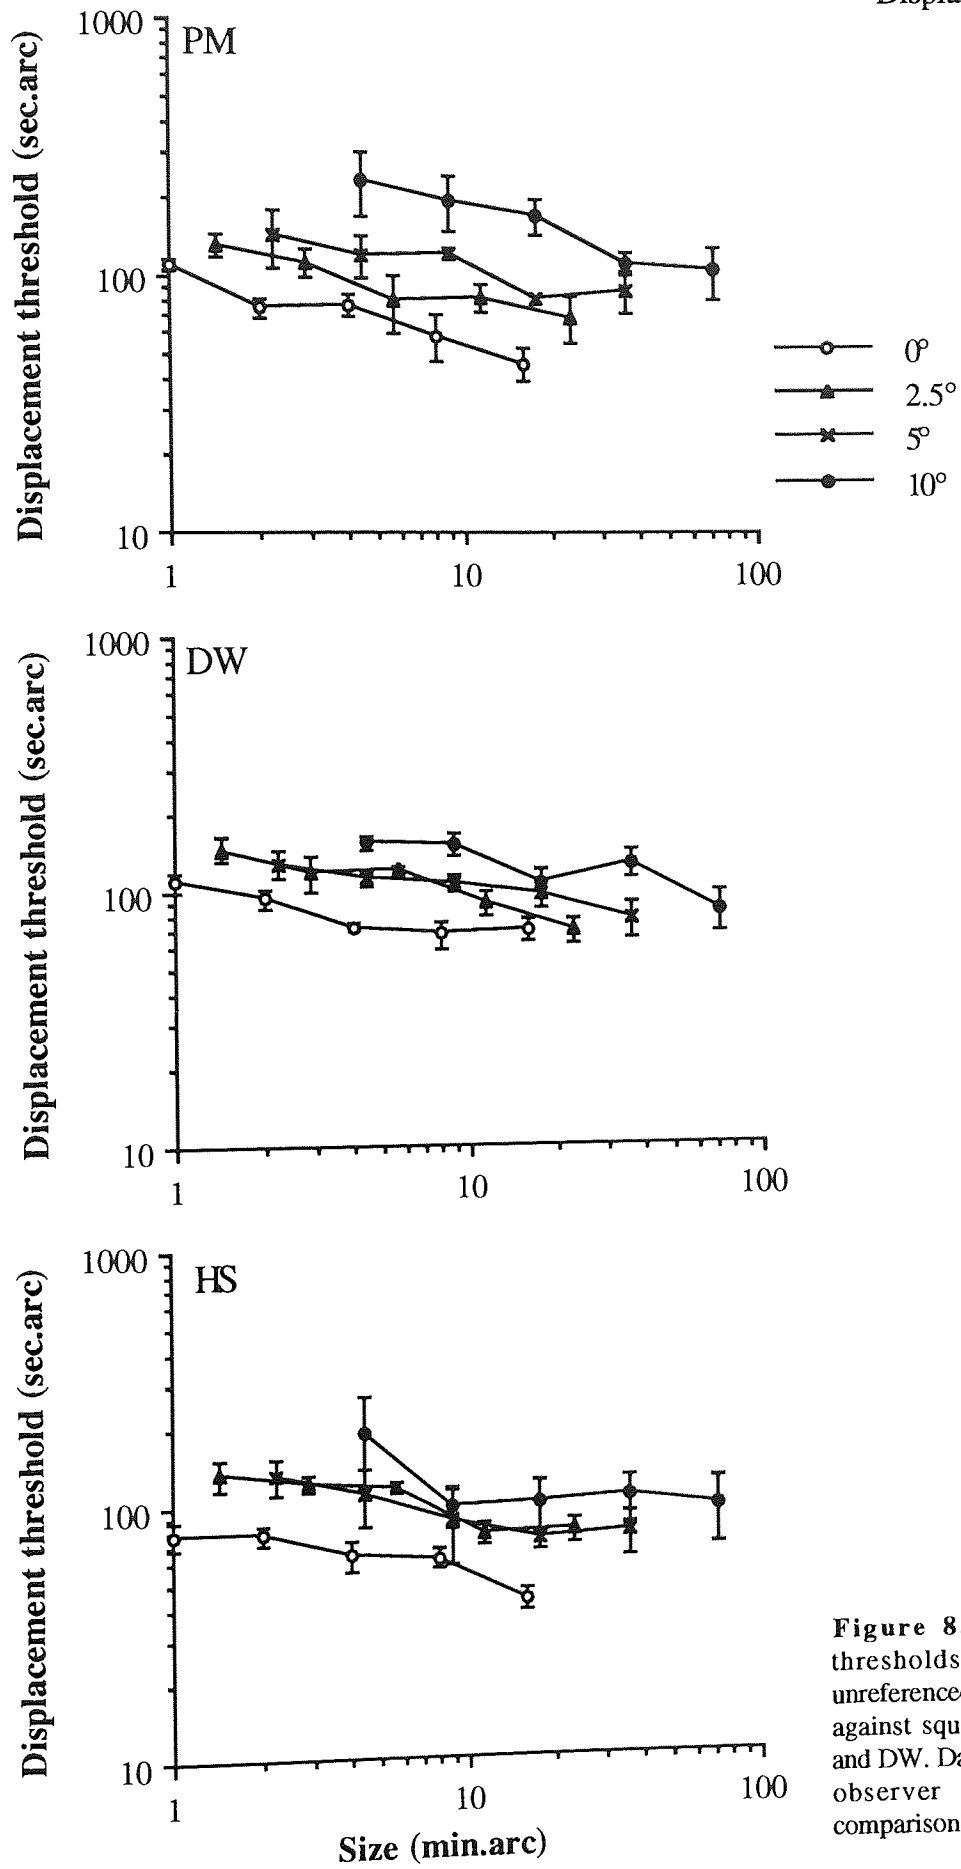 Displa
1000
PM
Displacement threshold (sec.arc)
100
10
1
10
100
0°
2.5°
5°
10°
1000
DW
Displacement threshold (sec.arc)
100
10
1
10
100
1000
HS
Displacement threshold (sec.arc)
100
10
1
10
100
Size (min.arc)
Figure 8
thresholds
unreference
against squ
and DW. Da
observer
comparison